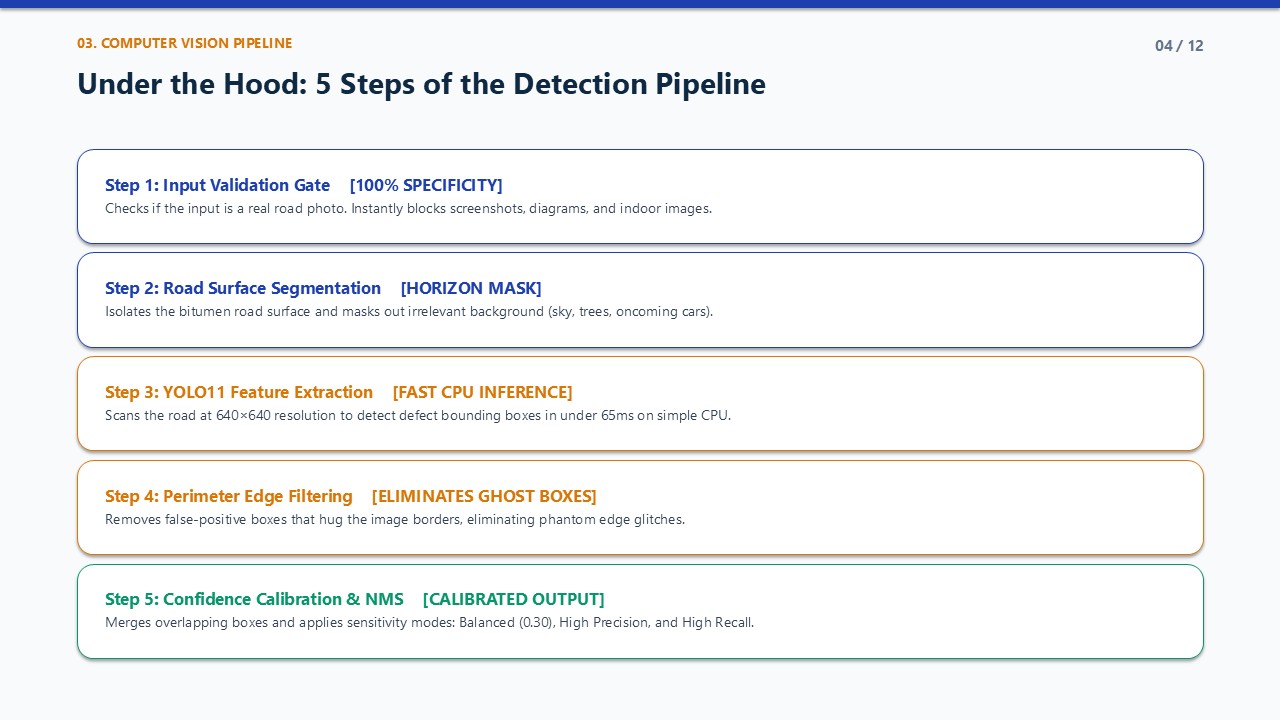 03. COMPUTER VISION PIPELINE
04 / 12
Under the Hood: 5 Steps of the Detection Pipeline
Step 1: Input Validation Gate [100% SPECIFICITY]
Checks if the input is a real road photo. Instantly blocks screenshots, diagrams, and indoor images.
Step 2: Road Surface Segmentation [HORIZON MASK]
Isolates the bitumen road surface and masks out irrelevant background (sky, trees, oncoming cars).
Step 3: YOLO11 Feature Extraction [FAST CPU INFERENCE]
Scans the road at 640×640 resolution to detect defect bounding boxes in under 65ms on simple CPU.
Step 4: Perimeter Edge Filtering [ELIMINATES GHOST BOXES]
Removes false-positive boxes that hug the image borders, eliminating phantom edge glitches.
Step 5: Confidence Calibration & NMS [CALIBRATED OUTPUT]
Merges overlapping boxes and applies sensitivity modes: Balanced (0.30), High Precision, and High Recall.